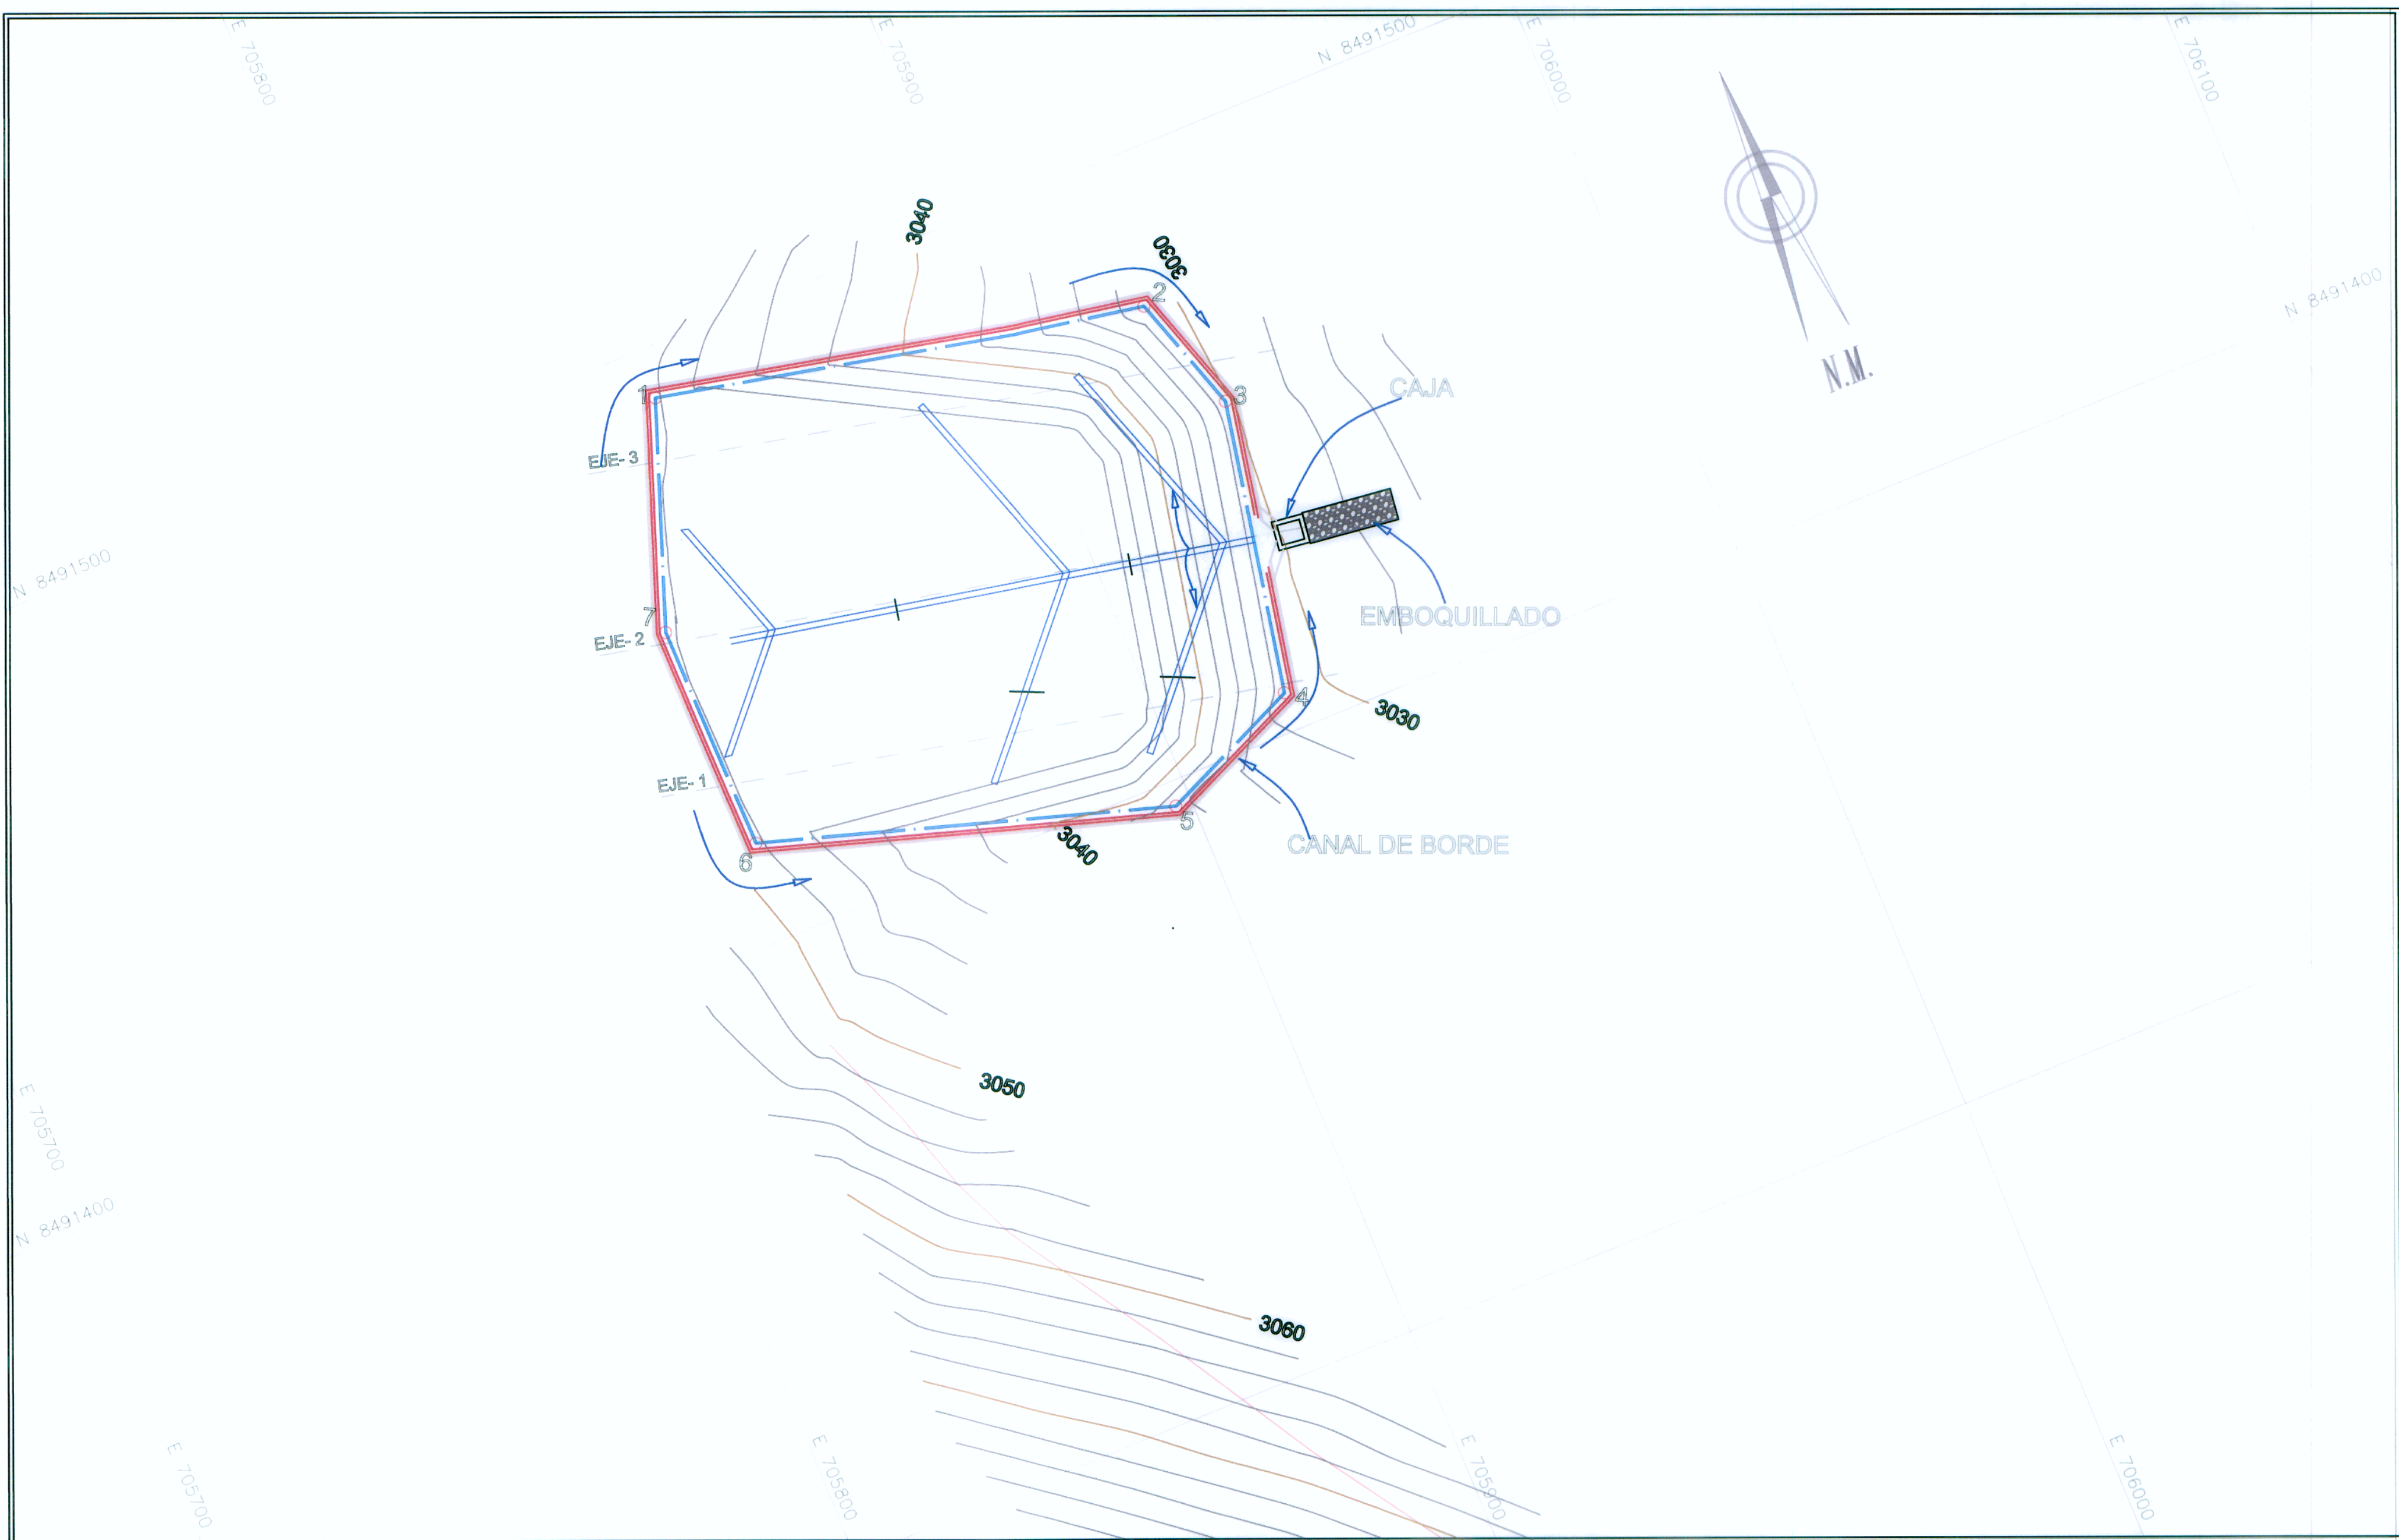 E 705800
E 705900
N 8491500
E 706000
E 706100
N.M.
N 8491400
3040
3030
2
1
3
CAJA
EJE- 3
N 8491500
7
EJE- 2
EMBOQUILLADO
4
3030
EJE- 1
5
6
3040
CANAL DE BORDE
E 705700
3050
N 8491400
3060
E 705700
E 705800
E 705900
E 706000